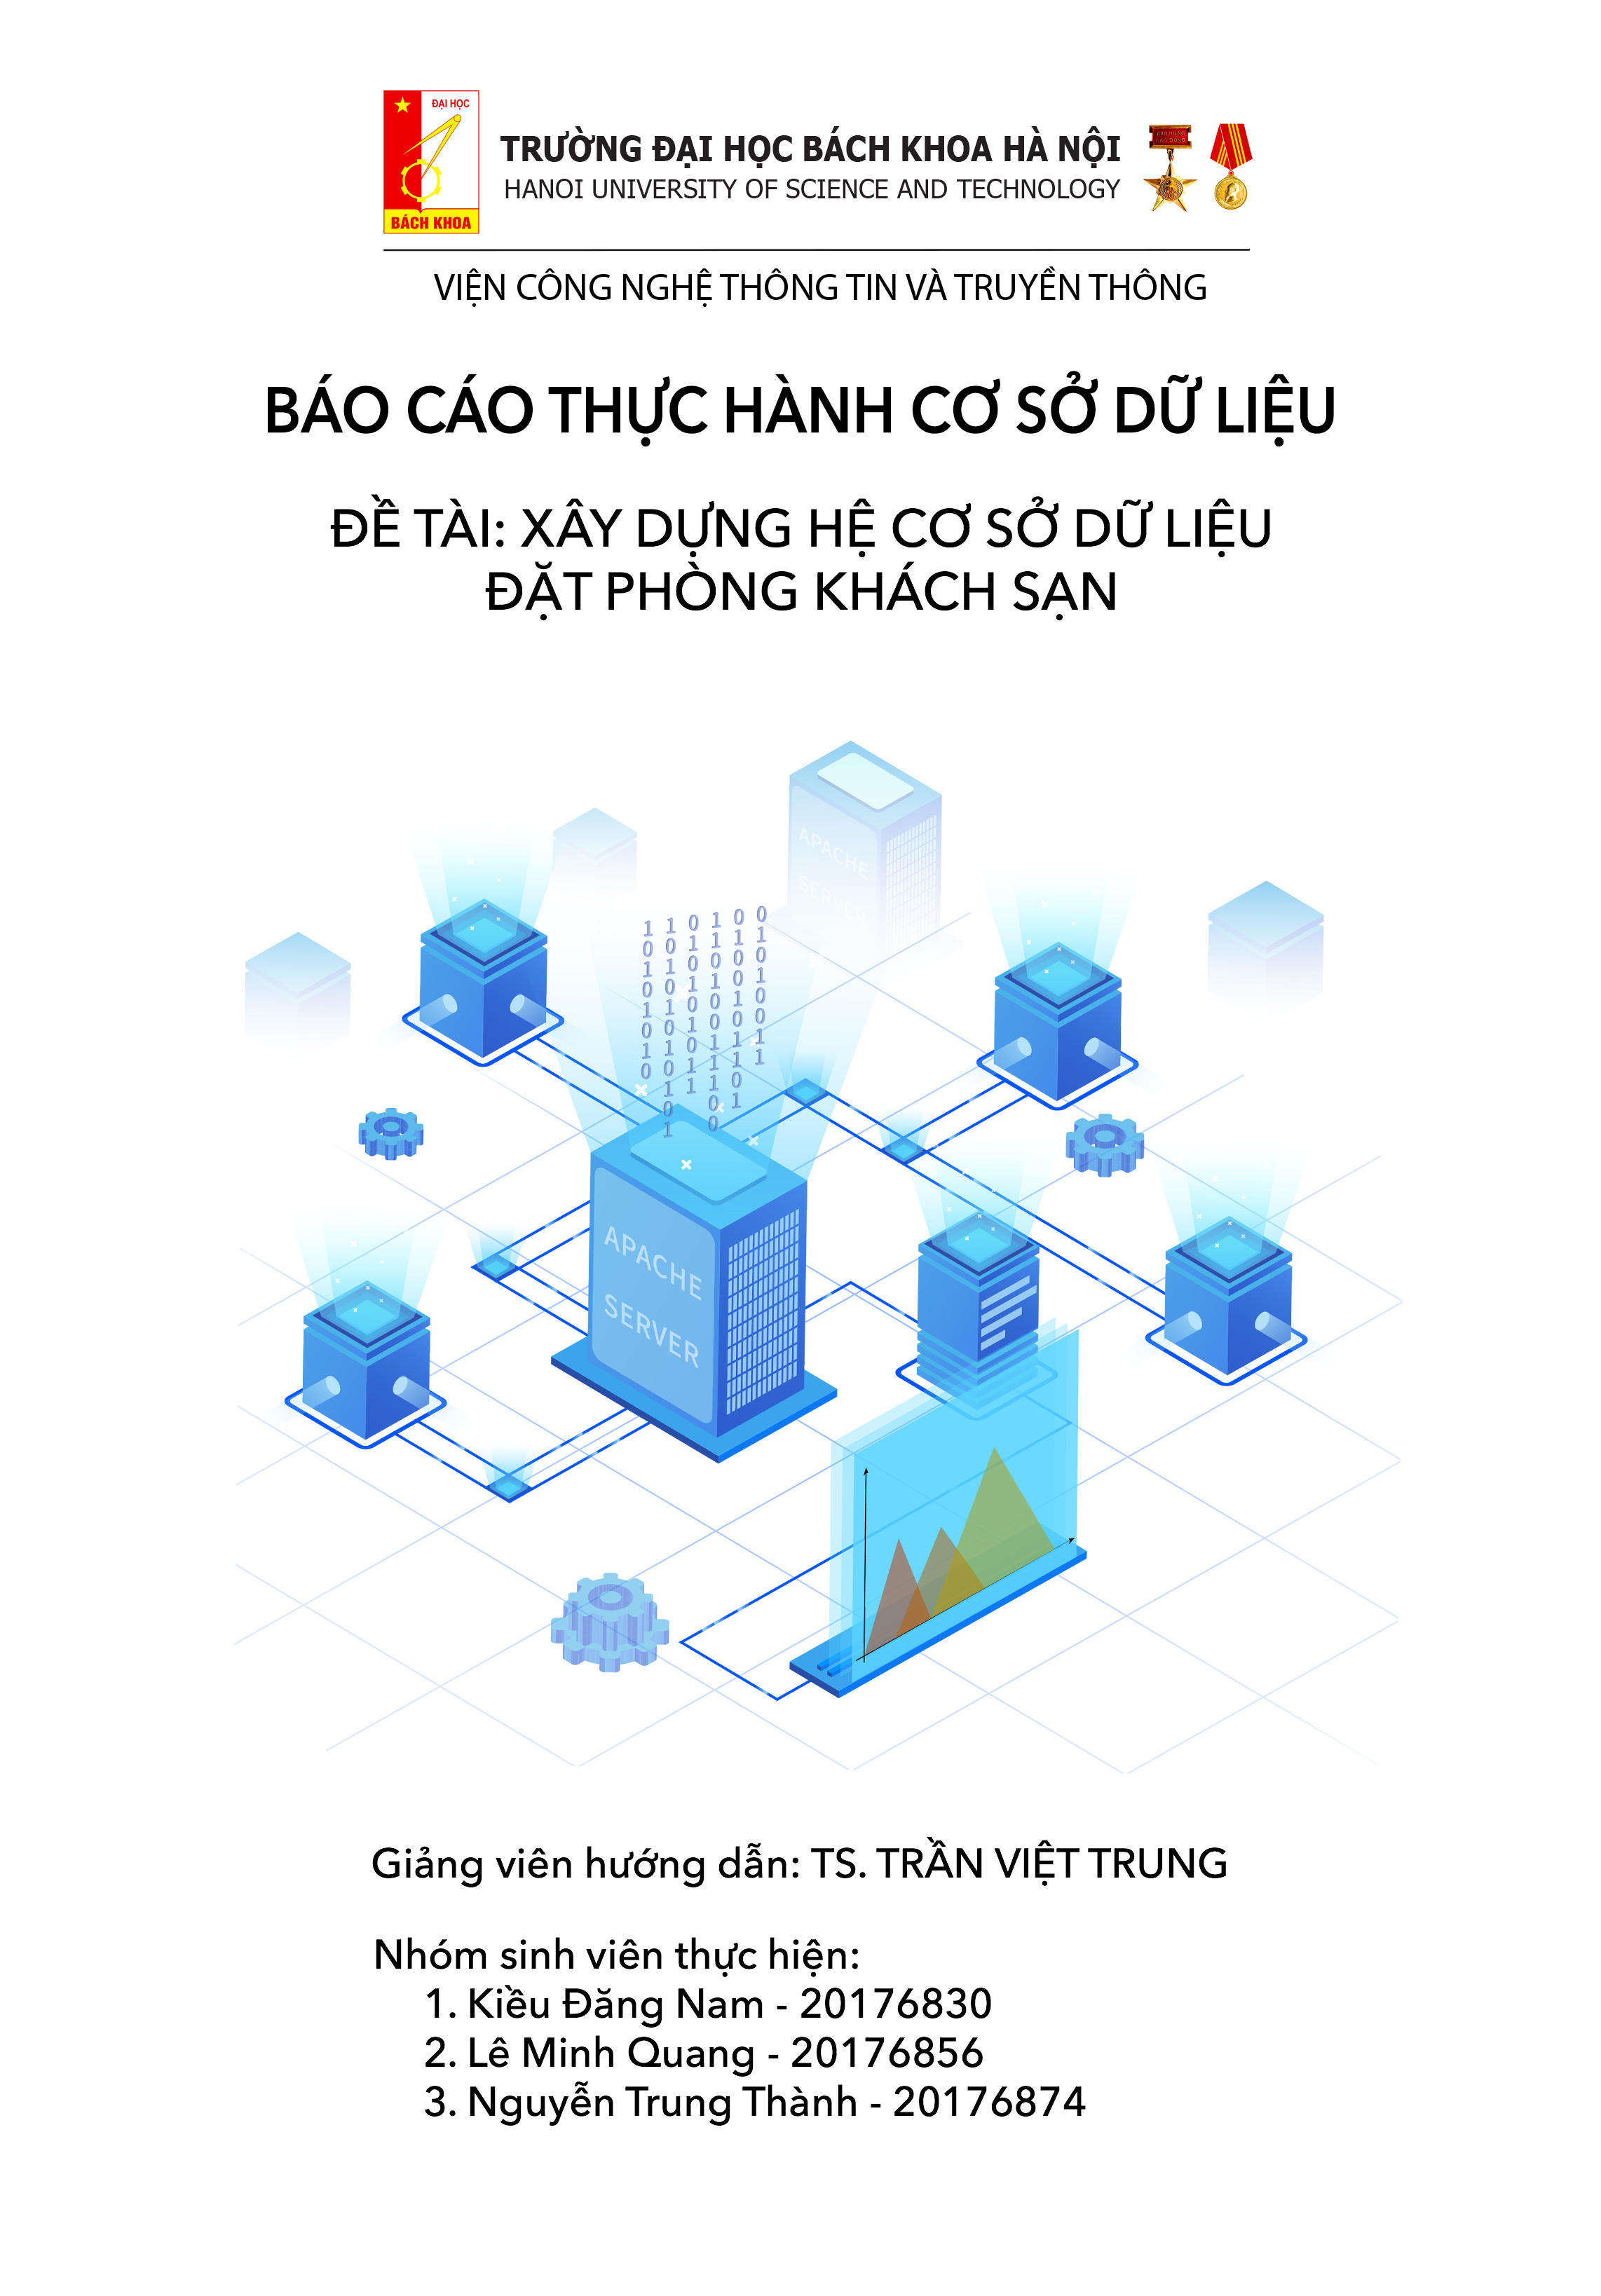 ĐẠI HỌC
BÁCH KHOA
TRƯỜNG ĐẠI HỌC BÁCH KHOA HÀ NỘI
HANOI UNIVERSITY OF SCIENCE AND TECHNOLOGY
VIỆN CÔNG NGHỆ THÔNG TIN VÀ TRUYỀN THÔNG
BÁO CÁO THỰC HÀNH CƠ SỞ DỮ LIỆU
ĐỀ TÀI: XÂY DỰNG HỆ CƠ SỞ DỮ LIỆU
ĐẶT PHÒNG KHÁCH SẠN
APACHE
SERVER
APACHE
SERVER
Giảng viên hướng dẫn: TS. TRẦN VIỆT TRUNG
Nhóm sinh viên thực hiện:
1. Kiều Đăng Nam - 20176830
2. Lê Minh Quang - 20176856
3. Nguyễn Trung Thành - 20176874